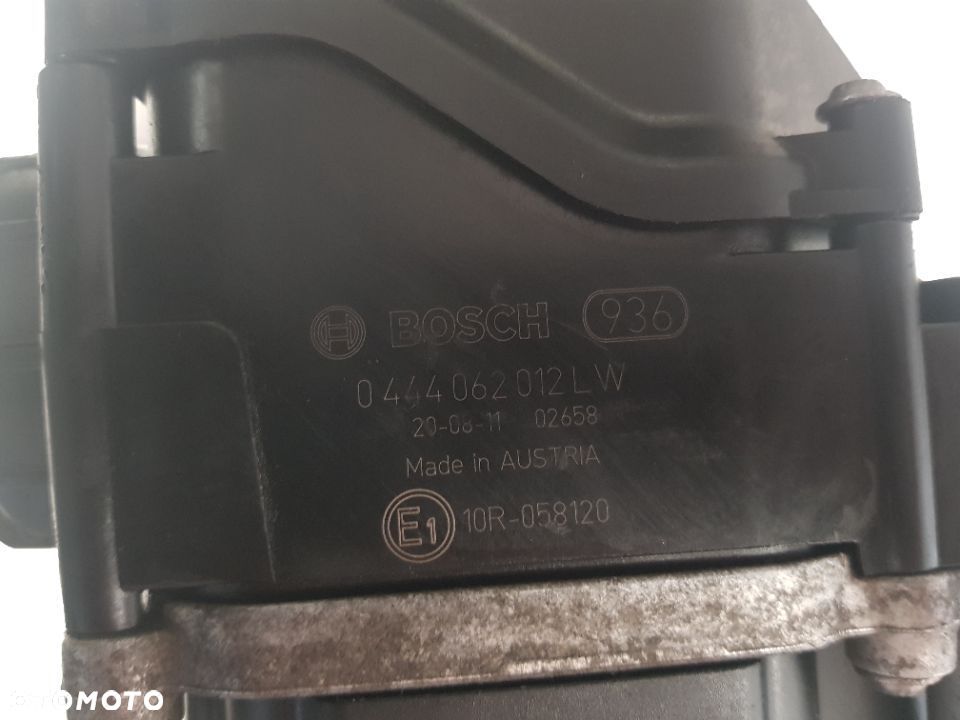 BOSCH 936
0 444 062 012 LW
20-08-11 02658
Made in AUSTRIA
E1 10R-058120
OTOMOTO